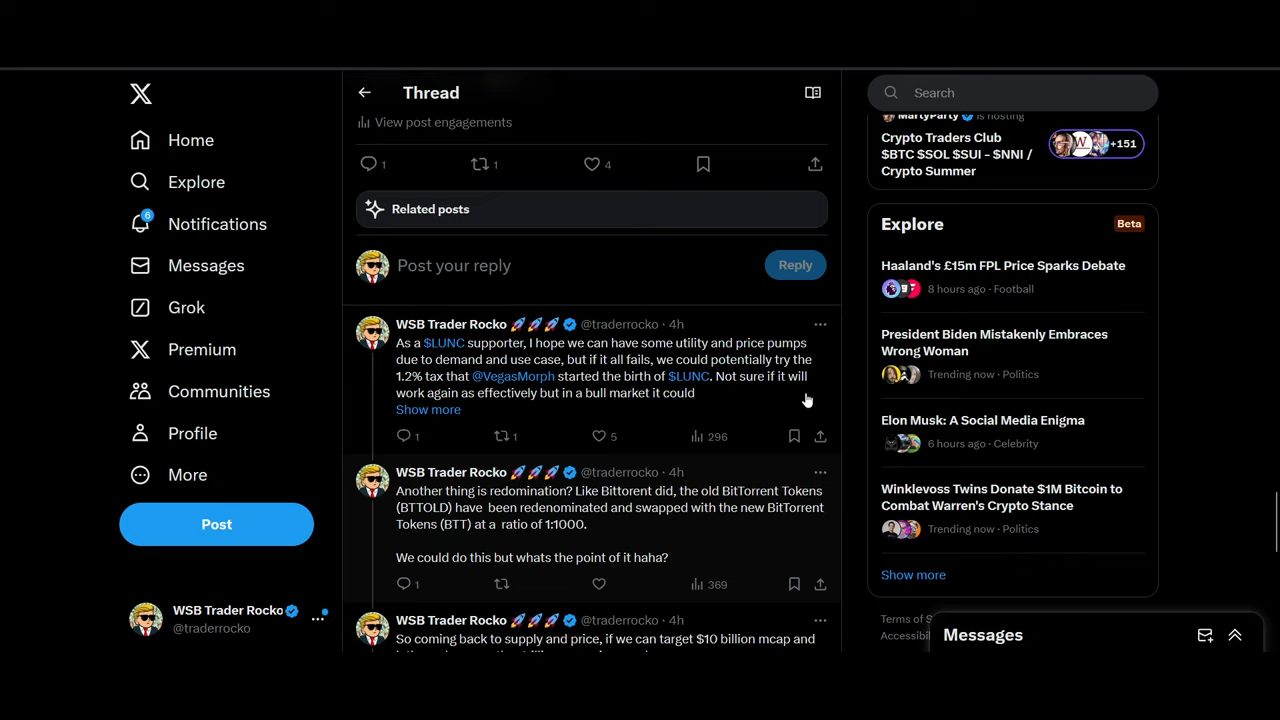 Home
Explore
6
Notifications
Messages
Grok
Premium
Communities
Profile
More
Post
WSB Trader Rocko
@traderrocko
Thread
View post engagements
1
1
4
Related posts
Post your reply
Reply
WSB Trader Rocko 🚀🚀🚀 @traderrocko · 4h
As a $LUNC supporter, I hope we can have some utility and price pumps
due to demand and use case, but if it all fails, we could potentially try the
1.2% tax that @VegasMorph started the birth of $LUNC. Not sure if it will
work again as effectively but in a bull market it could
Show more
1
1
5
296
WSB Trader Rocko 🚀🚀🚀 @traderrocko · 4h
Another thing is redomination? Like Bittorent did, the old BitTorrent Tokens
(BTTOLD) have been redenominated and swapped with the new BitTorrent
Tokens (BTT) at a ratio of 1:1000.
We could do this but whats the point of it haha?
1
369
WSB Trader Rocko 🚀🚀🚀 @traderrocko · 4h
So coming back to supply and price, if we can target $10 billion mcap and
Search
MartyParty is hosting
Crypto Traders Club
$BTC $SOL $SUI - $NNI /
Crypto Summer
+151
Explore
Beta
Haaland's £15m FPL Price Sparks Debate
8 hours ago · Football
President Biden Mistakenly Embraces
Wrong Woman
Trending now · Politics
Elon Musk: A Social Media Enigma
6 hours ago · Celebrity
Winklevoss Twins Donate $1M Bitcoin to
Combat Warren's Crypto Stance
Trending now · Politics
Show more
Terms of S
Accessibil
Messages